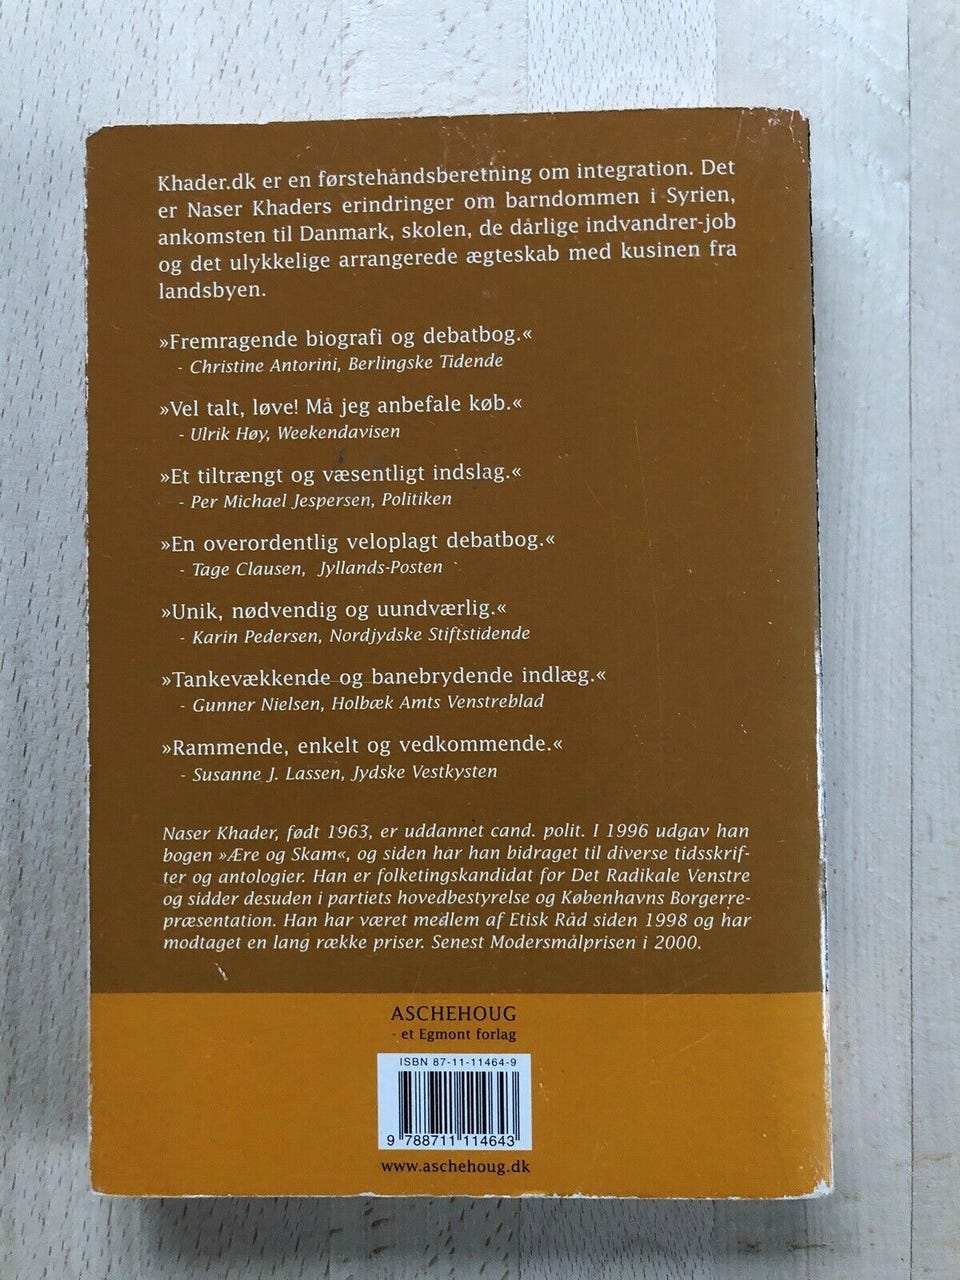 Khader.dk er en førstehåndsberetning om integration. Det
er Naser Khaders erindringer om barndommen i Syrien,
ankomsten til Danmark, skolen, de dårlige indvandrer-job
og det ulykkelige arrangerede ægteskab med kusinen fra
landsbyen.
»Fremragende biografi og debatbog.«
- Christine Antorini, Berlingske Tidende
»Vel talt, løve! Må jeg anbefale køb.«
- Ulrik Høy, Weekendavisen
»Et tiltrængt og væsentligt indslag.«
- Per Michael Jespersen, Politiken
»En overordentlig veloplagt debatbog.«
- Tage Clausen, Jyllands-Posten
»Unik, nødvendig og uundværlig.«
- Karin Pedersen, Nordjydske Stiftstidende
»Tankevækkende og banebrydende indlæg.«
- Gunner Nielsen, Holbæk Amts Venstreblad
»Rammende, enkelt og vedkommende.«
- Susanne J. Lassen, Jydske Vestkysten
Naser Khader, født 1963, er uddannet cand. polit. I 1996 udgav han
bogen »Ære og Skam«, og siden har han bidraget til diverse tidsskrif-
ter og antologier. Han er folketingskandidat for Det Radikale Venstre
og sidder desuden i partiets hovedbestyrelse og Københavns Borgerre-
præsentation. Han har været medlem af Etisk Råd siden 1998 og har
modtaget en lang række priser. Senest Modersmålprisen i 2000.
ASCHEHOUG
- et Egmont forlag
ISBN 87-11-11464-9
9 788711 114643
www.aschehoug.dk